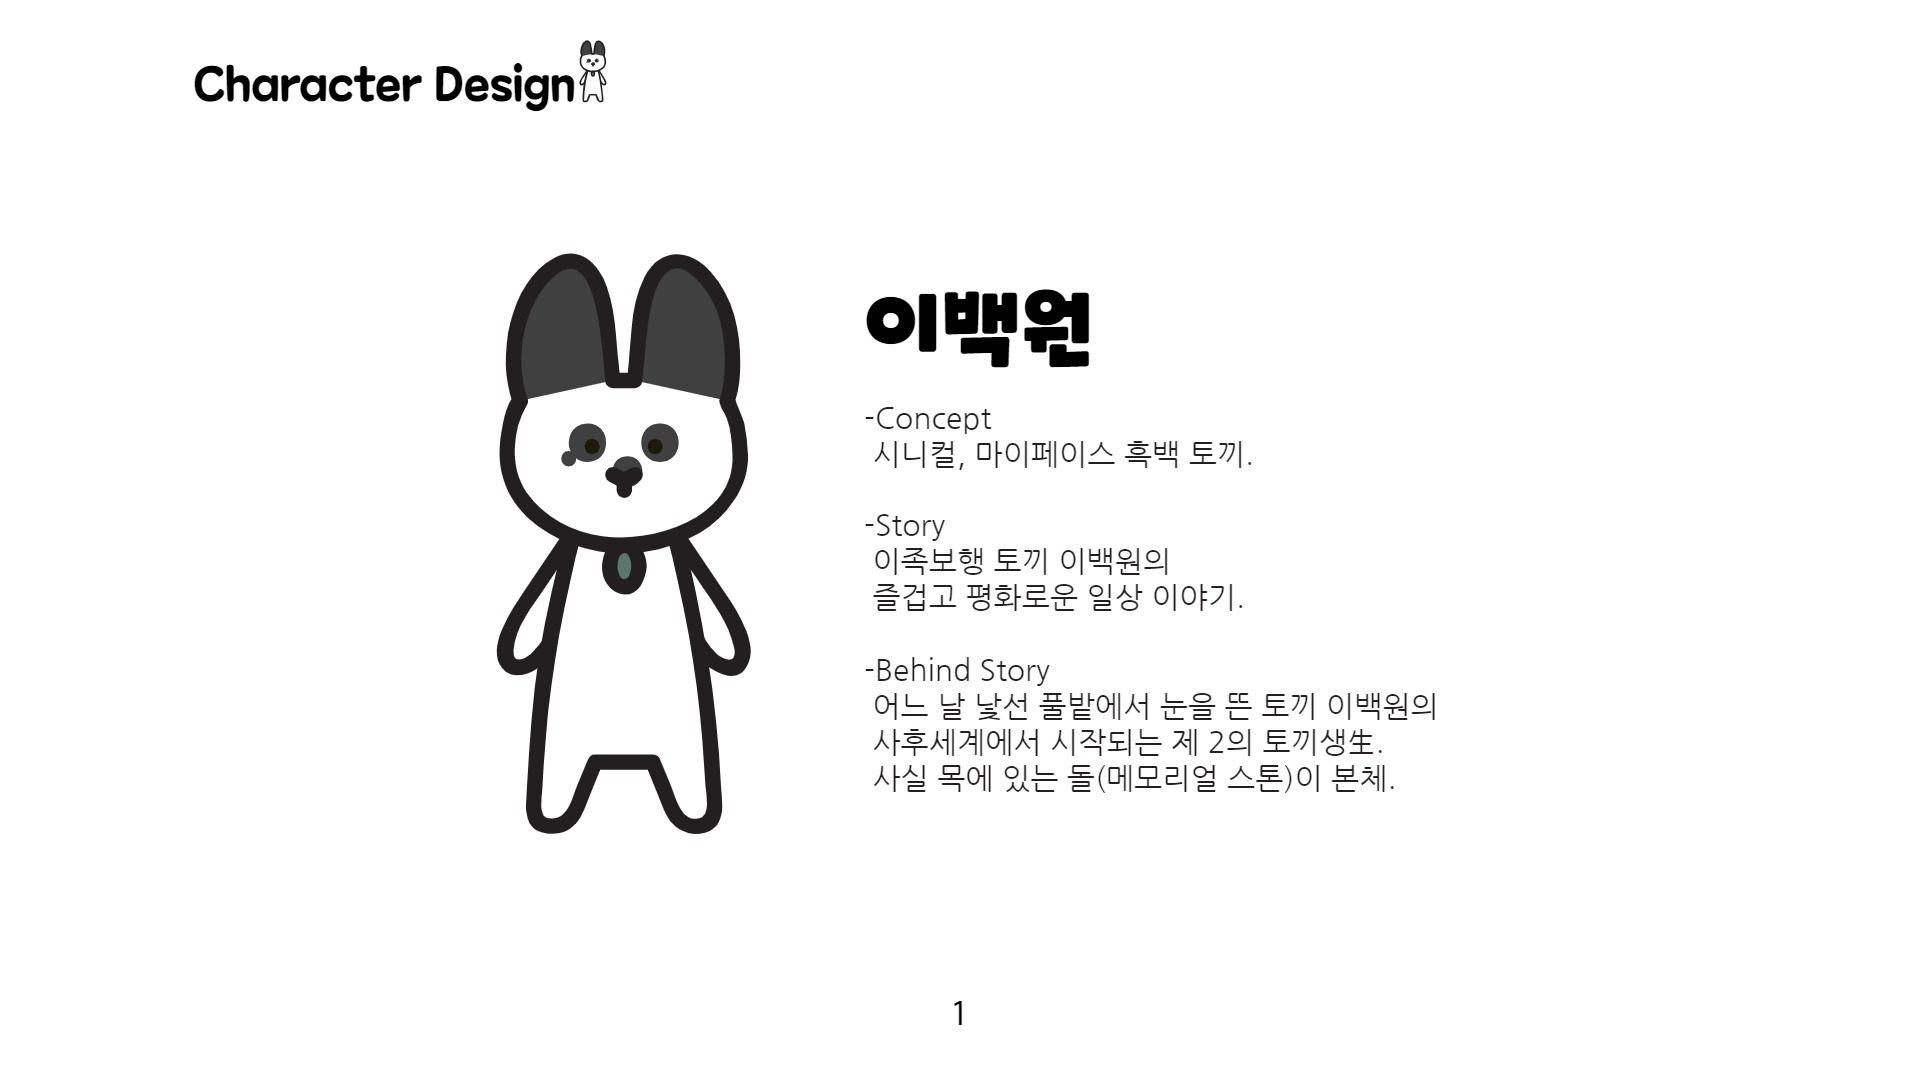 Character Design
이백원
-Concept
시니컬, 마이페이스 흑백 토끼.
-Story
이족보행 토끼 이백원의
즐겁고 평화로운 일상 이야기.
-Behind Story
어느 날 낯선 풀밭에서 눈을 뜬 토끼 이백원의
사후세계에서 시작되는 제 2의 토끼생生.
사실 목에 있는 돌(메모리얼 스톤)이 본체.
1